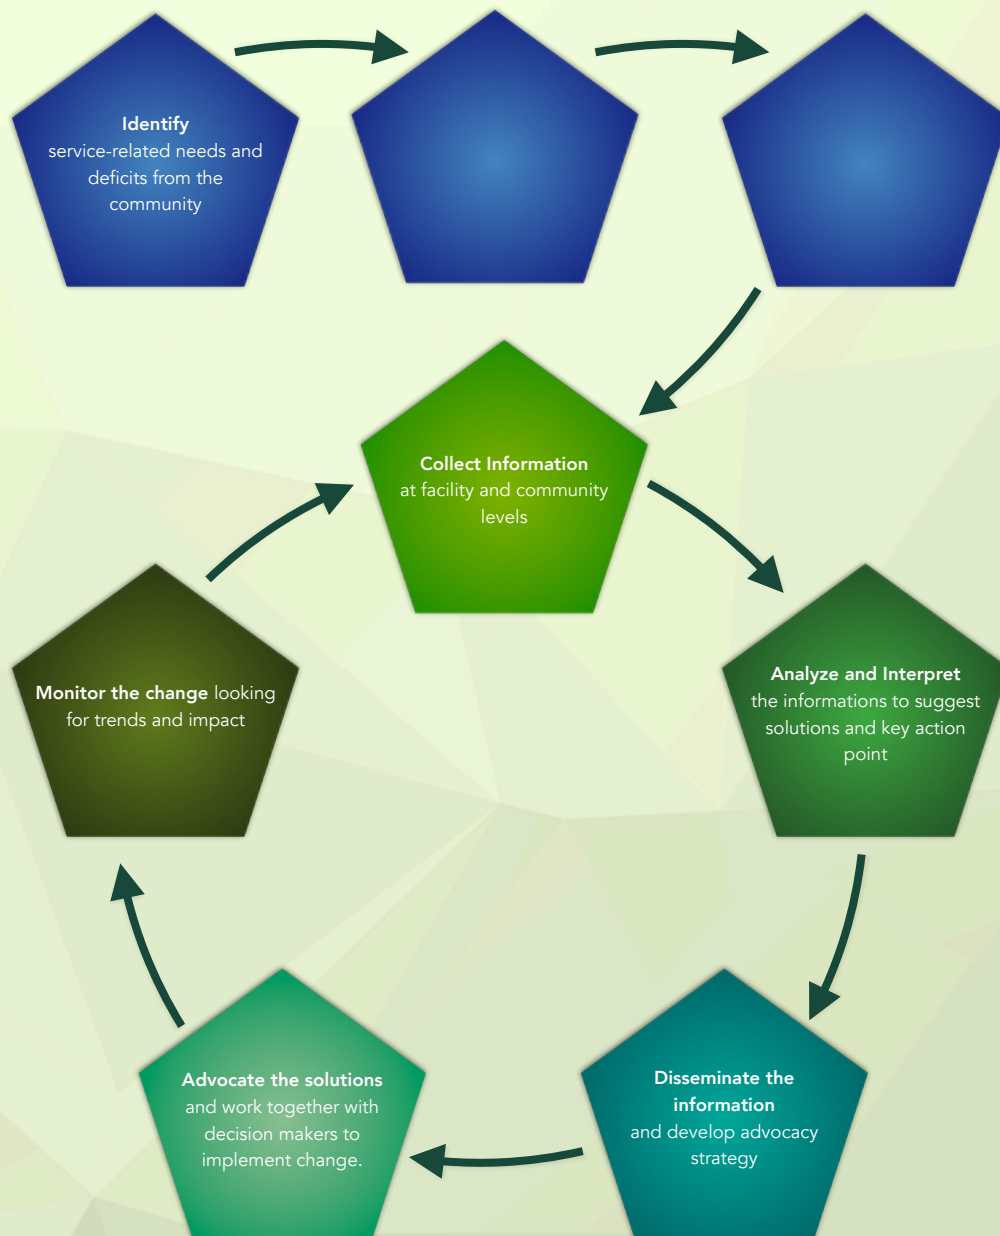 Identify
service-related needs and
deficits from the
community
Collect Information
at facility and community
levels
Monitor the change looking
for trends and impact
Analyze and Interpret
the informations to suggest
solutions and key action
point
Advocate the solutions
and work together with
decision makers to
implement change.
Disseminate the
information
and develop advocacy
strategy